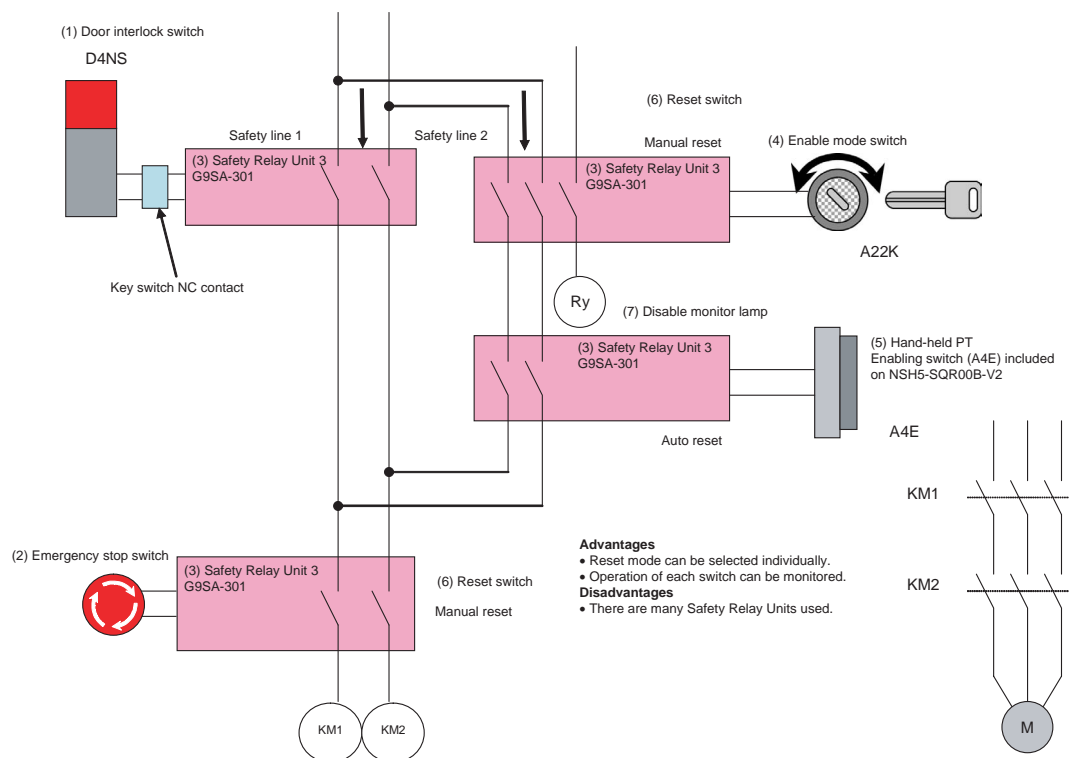 (1) Door interlock switch
D4NS
Safety line 1
Safety line 2
(6) Reset switch
Manual reset
(4) Enable mode switch
(3) Safety Relay Unit 3
G9SA-301
(3) Safety Relay Unit 3
G9SA-301
A22K
Key switch NC contact
Ry
(7) Disable monitor lamp
(3) Safety Relay Unit 3
G9SA-301
(5) Hand-held PT
Enabling switch (A4E) included
on NSH5-SQR00B-V2
A4E
Auto reset
KM1
(2) Emergency stop switch
(3) Safety Relay Unit 3
G9SA-301
(6) Reset switch
Manual reset
Advantages
• Reset mode can be selected individually.
• Operation of each switch can be monitored.
Disadvantages
• There are many Safety Relay Units used.
KM2
KM1
KM2
M